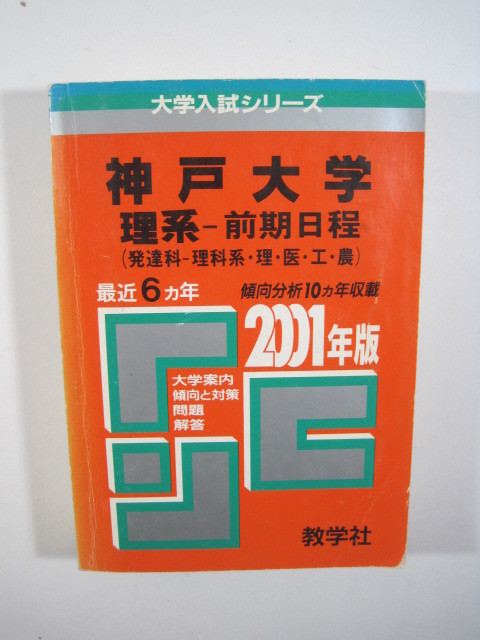 大学入試シリーズ
神戸大学
理系-前期日程
(発達科-理科系・理・医・工・農)
最近6ヵ年
傾向分析10ヵ年収載
2001年版
大学案内
傾向と対策
問題
解答
教学社